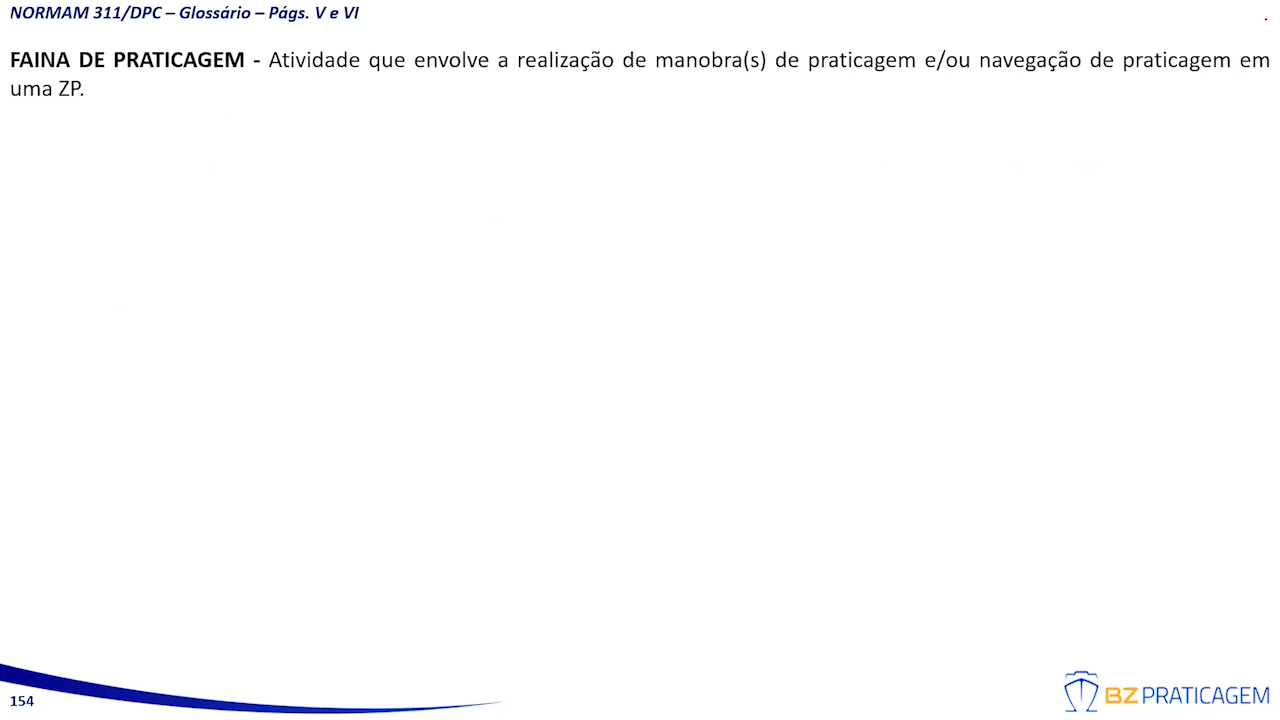 NORMAM 311/DPC – Glossário – Págs. V e VI
FAINA DE PRATICAGEM - Atividade que envolve a realização de manobra(s) de praticagem e/ou navegação de praticagem em
uma ZP.
154
BZ PRATICAGEM